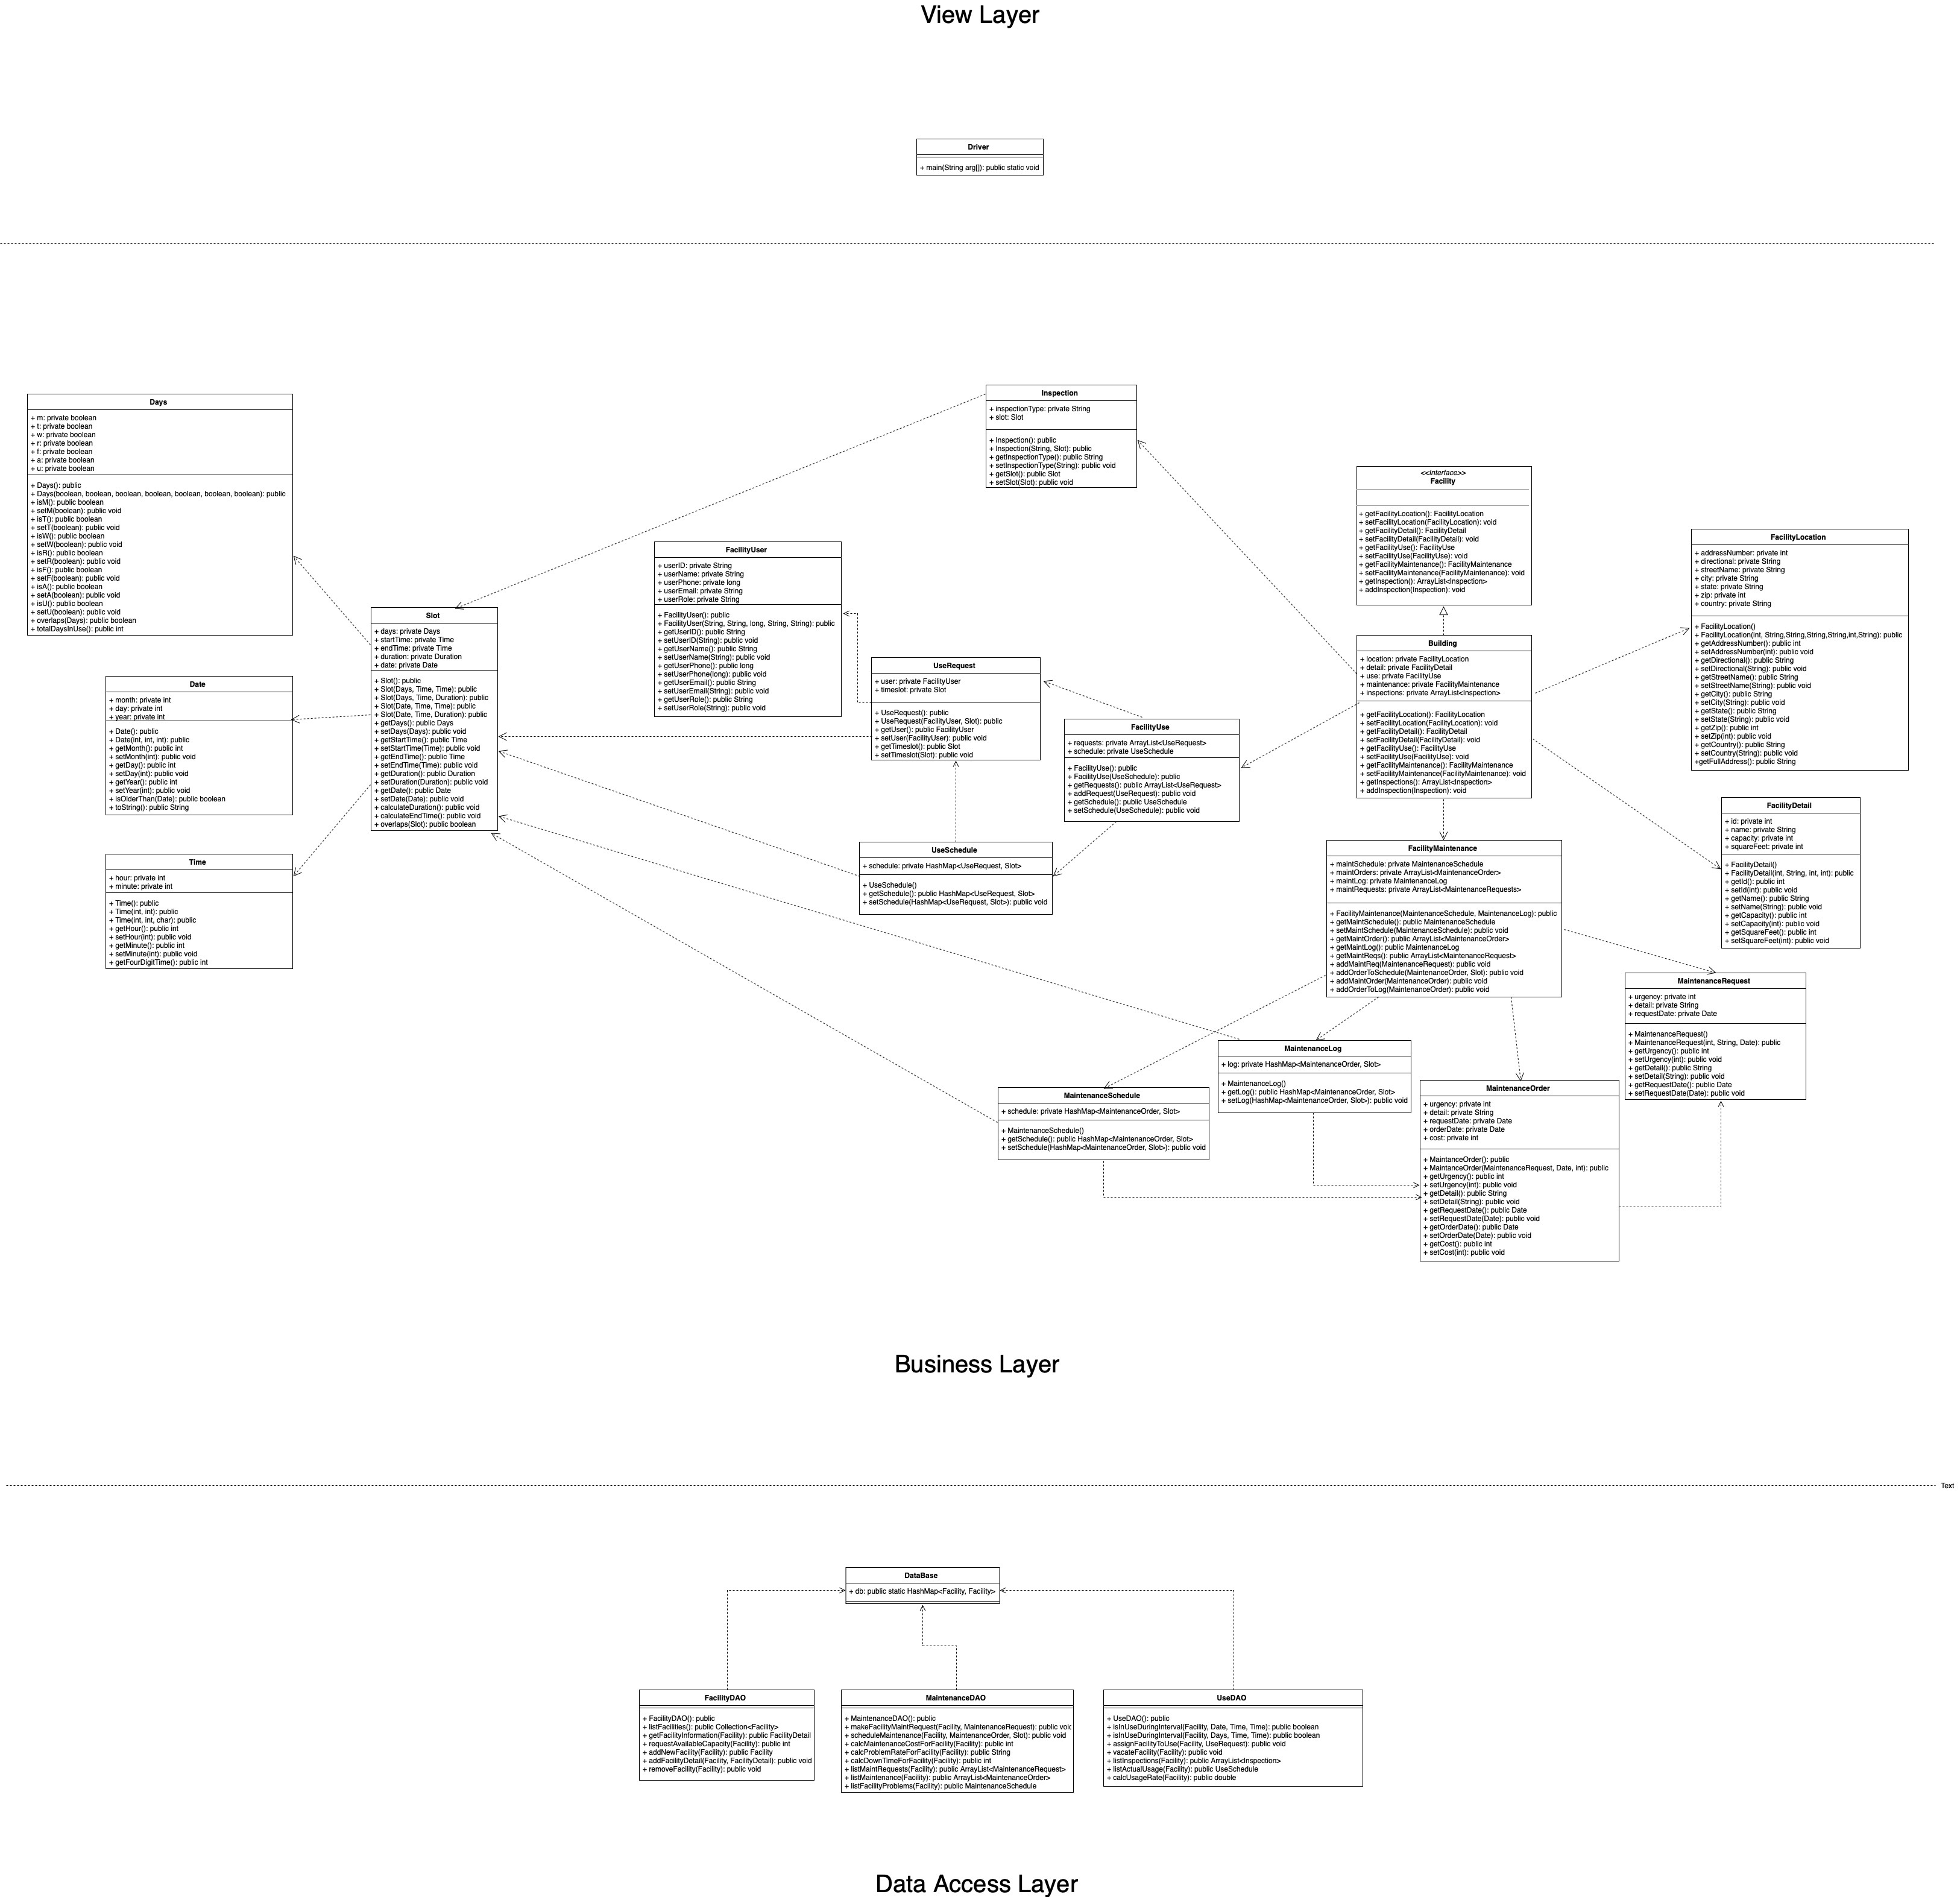 View Layer
Driver
+ main(String arg[]): public static void
Days
+ m: private boolean
+ t: private boolean
+ w: private boolean
+ r: private boolean
+ f: private boolean
+ a: private boolean
+ u: private boolean
+ Days(): public
+ Days(boolean, boolean, boolean, boolean, boolean, boolean, boolean): public
+ isM(): public boolean
+ setM(boolean): public void
+ isT(): public boolean
+ setT(boolean): public void
+ isW(): public boolean
+ setW(boolean): public void
+ isR(): public boolean
+ setR(boolean): public void
+ isF(): public boolean
+ setF(boolean): public void
+ isA(): public boolean
+ setA(boolean): public void
+ isU(): public boolean
+ setU(boolean): public void
+ overlaps(Days): public boolean
+ totalDaysInUse(): public int
Date
+ month: private int
+ day: private int
+ year: private int
+ Date(): public
+ Date(int, int, int): public
+ getMonth(): public int
+ setMonth(int): public void
+ getDay(): public int
+ setDay(int): public void
+ getYear(): public int
+ setYear(int): public void
+ isOlderThan(Date): public boolean
+ toString(): public String
Time
+ hour: private int
+ minute: private int
+ Time(): public
+ Time(int, int): public
+ Time(int, int, char): public
+ getHour(): public int
+ setHour(int): public void
+ getMinute(): public int
+ setMinute(int): public void
+ getFourDigitTime(): public int
Slot
+ days: private Days
+ startTime: private Time
+ endTime: private Time
+ duration: private Duration
+ date: private Date
+ Slot(): public
+ Slot(Days, Time, Time): public
+ Slot(Days, Time, Duration): public
+ Slot(Date, Time, Time): public
+ Slot(Date, Time, Duration): public
+ getDays(): public Days
+ setDays(Days): public void
+ getStartTime(): public Time
+ setStartTime(Time): public void
+ getEndTime(): public Time
+ setEndTime(Time): public void
+ getDuration(): public Duration
+ setDuration(Duration): public void
+ getDate(): public Date
+ setDate(Date): public void
+ calculateDuration(): public void
+ calculateEndTime(): public void
+ overlaps(Slot): public boolean
FacilityUser
+ userID: private String
+ userName: private String
+ userPhone: private long
+ userEmail: private String
+ userRole: private String
+ FacilityUser(): public
+ FacilityUser(String, String, long, String, String): public
+ getUserID(): public String
+ setUserID(String): public void
+ getUserName(): public String
+ setUserName(String): public void
+ getUserPhone(): public long
+ setUserPhone(long): public void
+ getUserEmail(): public String
+ setUserEmail(String): public void
+ getUserRole(): public String
+ setUserRole(String): public void
Inspection
+ inspectionType: private String
+ slot: Slot
+ Inspection(): public
+ Inspection(String, Slot): public
+ getInspectionType(): public String
+ setInspectionType(String): public void
+ getSlot(): public Slot
+ setSlot(Slot): public void
UseRequest
+ user: private FacilityUser
+ timeslot: private Slot
+ UseRequest(): public
+ UseRequest(FacilityUser, Slot): public
+ getUser(): public FacilityUser
+ setUser(FacilityUser): public void
+ getTimeslot(): public Slot
+ setTimeslot(Slot): public void
FacilityUse
+ requests: private ArrayList<UseRequest>
+ schedule: private UseSchedule
+ FacilityUse(): public
+ FacilityUse(UseSchedule): public
+ getRequests(): public ArrayList<UseRequest>
+ addRequest(UseRequest): public void
+ getSchedule(): public UseSchedule
+ setSchedule(UseSchedule): public void
UseSchedule
+ schedule: private HashMap<UseRequest, Slot>
+ UseSchedule()
+ getSchedule(): public HashMap<UseRequest, Slot>
+ setSchedule(HashMap<UseRequest, Slot>): public void
<<Interface>>
Facility
+ getFacilityLocation(): FacilityLocation
+ setFacilityLocation(FacilityLocation): void
+ getFacilityDetail(): FacilityDetail
+ setFacilityDetail(FacilityDetail): void
+ getFacilityUse(): FacilityUse
+ setFacilityUse(FacilityUse): void
+ getFacilityMaintenance(): FacilityMaintenance
+ setFacilityMaintenance(FacilityMaintenance): void
+ getInspection(): ArrayList<Inspection>
+ addInspection(Inspection): void
Building
+ location: private FacilityLocation
+ detail: private FacilityDetail
+ use: private FacilityUse
+ maintenance: private FacilityMaintenance
+ inspections: private ArrayList<Inspection>
+ getFacilityLocation(): FacilityLocation
+ setFacilityLocation(FacilityLocation): void
+ getFacilityDetail(): FacilityDetail
+ setFacilityDetail(FacilityDetail): void
+ getFacilityUse(): FacilityUse
+ setFacilityUse(FacilityUse): void
+ getFacilityMaintenance(): FacilityMaintenance
+ setFacilityMaintenance(FacilityMaintenance): void
+ getInspections(): ArrayList<Inspection>
+ addInspection(Inspection): void
FacilityLocation
+ addressNumber: private int
+ directional: private String
+ streetName: private String
+ city: private String
+ state: private String
+ zip: private int
+ country: private String
+ FacilityLocation()
+ FacilityLocation(int, String,String,String,String,int,String): public
+ getAddressNumber(): public int
+ setAddressNumber(int): public void
+ getDirectional(): public String
+ setDirectional(String): public void
+ getStreetName(): public String
+ setStreetName(String): public void
+ getCity(): public String
+ setCity(String): public void
+ getState(): public String
+ setState(String): public void
+ getZip(): public int
+ setZip(int): public void
+ getCountry(): public String
+ setCountry(String): public void
+getFullAddress(): public String
FacilityDetail
+ id: private int
+ name: private String
+ capacity: private int
+ squareFeet: private int
+ FacilityDetail()
+ FacilityDetail(int, String, int, int): public
+ getId(): public int
+ setId(int): public void
+ getName(): public String
+ setName(String): public void
+ getCapacity(): public int
+ setCapacity(int): public void
+ getSquareFeet(): public int
+ setSquareFeet(int): public void
FacilityMaintenance
+ maintSchedule: private MaintenanceSchedule
+ maintOrders: private ArrayList<MaintenanceOrder>
+ maintLog: private MaintenanceLog
+ maintRequests: private ArrayList<MaintenanceRequests>
+ FacilityMaintenance(MaintenanceSchedule, MaintenanceLog): public
+ getMaintSchedule(): public MaintenanceSchedule
+ setMaintSchedule(MaintenanceSchedule): public void
+ getMaintOrder(): public ArrayList<MaintenanceOrder>
+ getMaintLog(): public MaintenanceLog
+ getMaintReqs(): public ArrayList<MaintenanceRequest>
+ addMaintReq(MaintenanceRequest): public void
+ addOrderToSchedule(MaintenanceOrder, Slot): public void
+ addMaintOrder(MaintenanceOrder): public void
+ addOrderToLog(MaintenanceOrder): public void
MaintenanceRequest
+ urgency: private int
+ detail: private String
+ requestDate: private Date
+ MaintenanceRequest()
+ MaintenanceRequest(int, String, Date): public
+ getUrgency(): public int
+ setUrgency(int): public void
+ getDetail(): public String
+ setDetail(String): public void
+ getRequestDate(): public Date
+ setRequestDate(Date): public void
MaintenanceLog
+ log: private HashMap<MaintenanceOrder, Slot>
+ MaintenanceLog()
+ getLog(): public HashMap<MaintenanceOrder, Slot>
+ setLog(HashMap<MaintenanceOrder, Slot>): public void
MaintenanceSchedule
+ schedule: private HashMap<MaintenanceOrder, Slot>
+ MaintenanceSchedule()
+ getSchedule(): public HashMap<MaintenanceOrder, Slot>
+ setSchedule(HashMap<MaintenanceOrder, Slot>): public void
MaintenanceOrder
+ urgency: private int
+ detail: private String
+ requestDate: private Date
+ orderDate: private Date
+ cost: private int
+ MaintanceOrder(): public
+ MaintanceOrder(MaintenanceRequest, Date, int): public
+ getUrgency(): public int
+ setUrgency(int): public void
+ getDetail(): public String
+ setDetail(String): public void
+ getRequestDate(): public Date
+ setRequestDate(Date): public void
+ getOrderDate(): public Date
+ setOrderDate(Date): public void
+ getCost(): public int
+ setCost(int): public void
Business Layer
Text
DataBase
+ db: public static HashMap<Facility, Facility>
FacilityDAO
+ FacilityDAO(): public
+ listFacilities(): public Collection<Facility>
+ getFacilityInformation(Facility): public FacilityDetail
+ requestAvailableCapacity(Facility): public int
+ addNewFacility(Facility): public Facility
+ addFacilityDetail(Facility, FacilityDetail): public void
+ removeFacility(Facility): public void
MaintenanceDAO
+ MaintenanceDAO(): public
+ makeFacilityMaintRequest(Facility, MaintenanceRequest): public void
+ scheduleMaintenance(Facility, MaintenanceOrder, Slot): public void
+ calcMaintenanceCostForFacility(Facility): public int
+ calcProblemRateForFacility(Facility): public String
+ calcDownTimeForFacility(Facility): public int
+ listMaintRequests(Facility): public ArrayList<MaintenanceRequest>
+ listMaintenance(Facility): public ArrayList<MaintenanceOrder>
+ listFacilityProblems(Facility): public MaintenanceSchedule
UseDAO
+ UseDAO(): public
+ isInUseDuringInterval(Facility, Date, Time, Time): public boolean
+ isInUseDuringInterval(Facility, Days, Time, Time): public boolean
+ assignFacilityToUse(Facility, UseRequest): public void
+ vacateFacility(Facility): public void
+ listInspections(Facility): public ArrayList<Inspection>
+ listActualUsage(Facility): public UseSchedule
+ calcUsageRate(Facility): public double
Data Access Layer